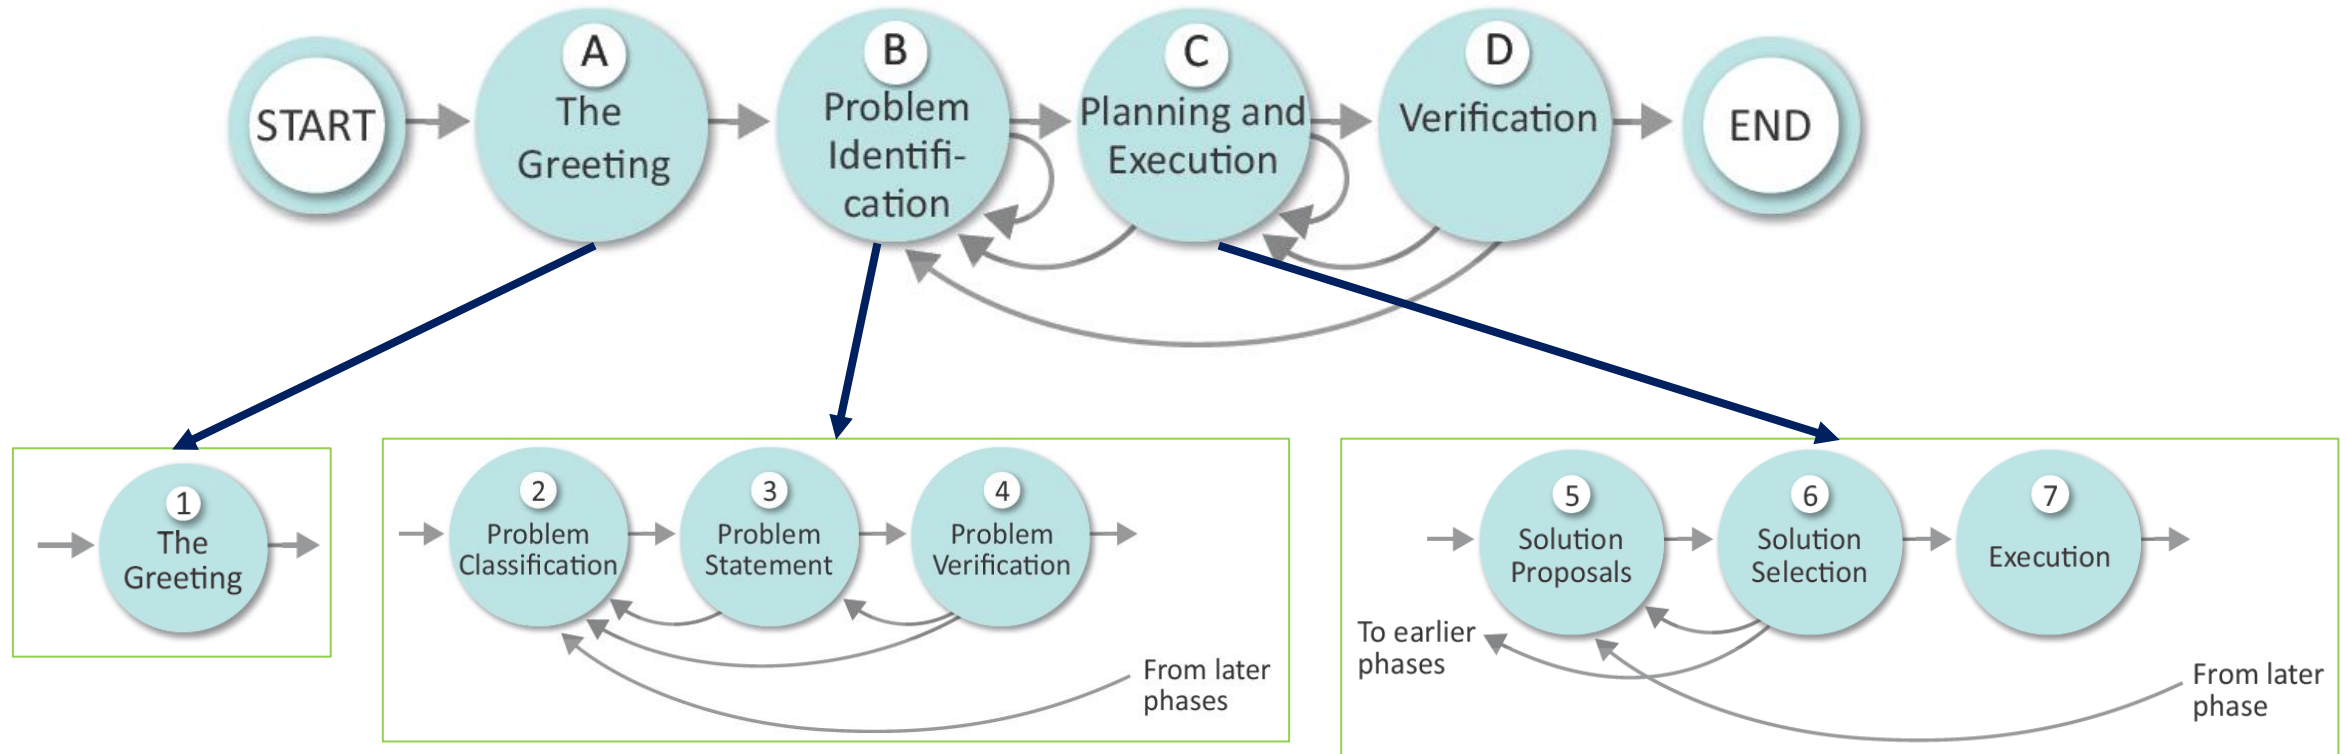 START
A
The
Greeting
B
Problem
Identifi-
cation
C
Planning and
Execution
D
Verification
END
1
The
Greeting
2
Problem
Classification
3
Problem
Statement
4
Problem
Verification
From later
phases
5
Solution
Proposals
6
Solution
Selection
7
Execution
To earlier
phases
From later
phase